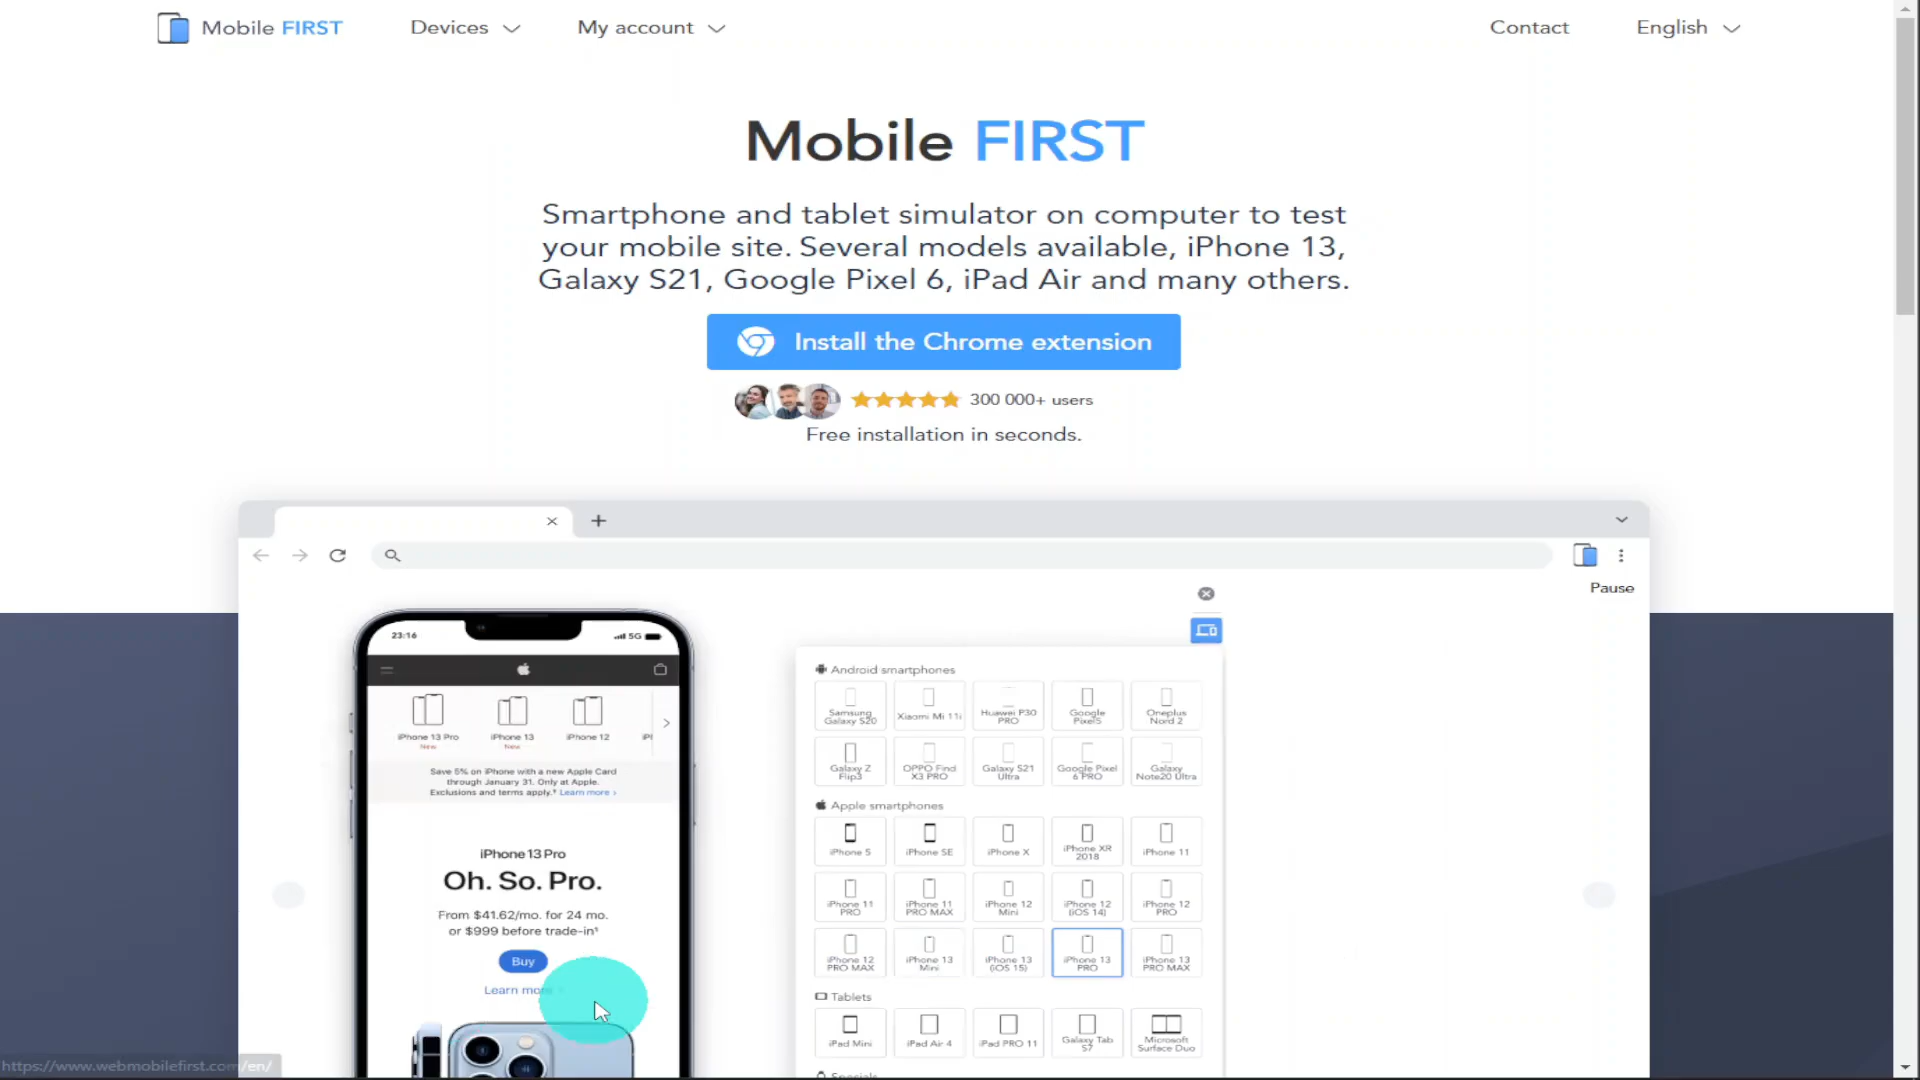 Mobile FIRST
Devices
My account
Contact
English
Mobile FIRST
Smartphone and tablet simulator on computer to test
your mobile site. Several models available, iPhone 13,
Galaxy S21, Google Pixel 6, iPad Air and many others.
Install the Chrome extension
300 000+ users
Free installation in seconds.
Pause
23:16
5G
iPhone 13 Pro
New
iPhone 13
New
iPhone 12
Save 5% on iPhone with a new Apple Card
through January 31. Only at Apple.
Exclusions and terms apply.† Learn more >
iPhone 13 Pro
Oh. So. Pro.
From $41.62/mo. for 24 mo.
or $999 before trade-in¹
Buy
Learn more
Android smartphones
Samsung
Galaxy S20
Xiaomi Mi 11i
Huawei P30
PRO
Google
Pixel5
Oneplus
Nord 2
Galaxy Z
Flip3
OPPO Find
X3 PRO
Galaxy S21
Ultra
Google Pixel
6 PRO
Galaxy
Note20 Ultra
Apple smartphones
iPhone 5
iPhone SE
iPhone X
iPhone XR
2018
iPhone 11
iPhone 11
PRO
iPhone 11
PRO MAX
iPhone 12
Mini
iPhone 12
(iOS 14)
iPhone 12
PRO
iPhone 12
PRO MAX
iPhone 13
Mini
iPhone 13
(iOS 15)
iPhone 13
PRO
iPhone 13
PRO MAX
Tablets
iPad Mini
iPad Air 4
iPad PRO 11
Galaxy Tab
S7
Microsoft
Surface Duo
https://www.webmobilefirst.com/en/